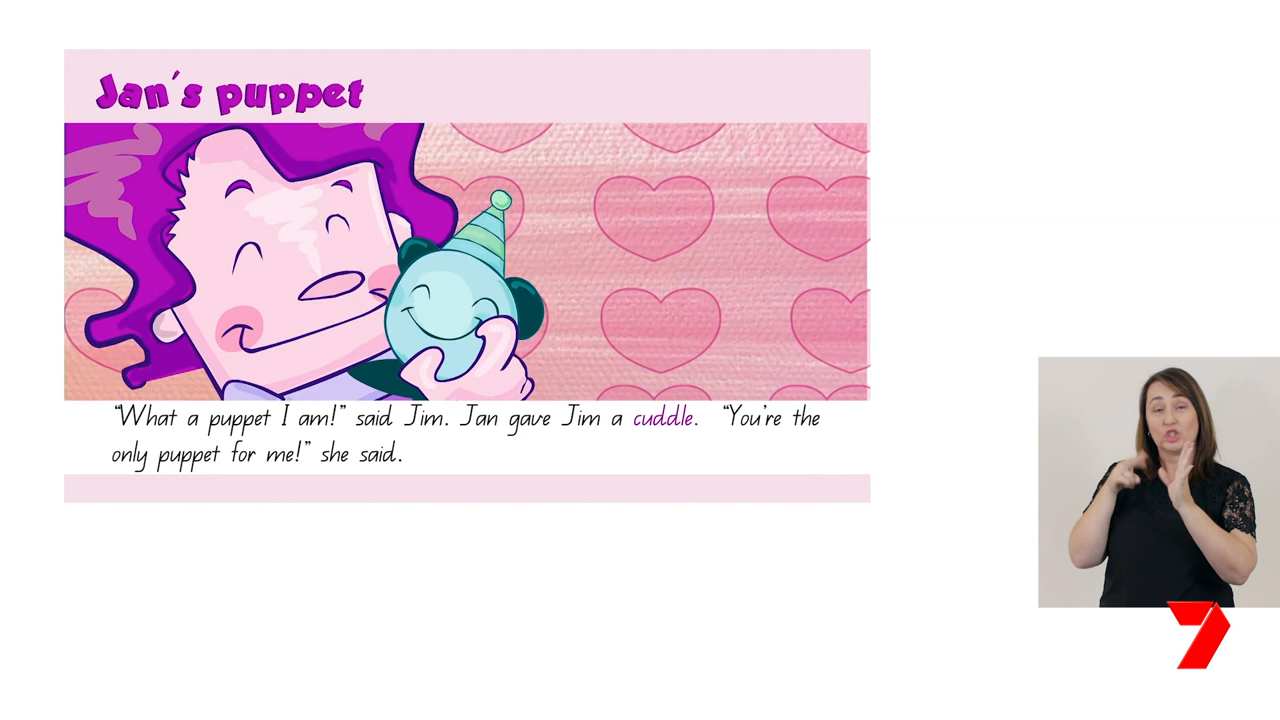 Jan's puppet
"What a puppet I am!" said Jim. Jan gave Jim a cuddle. "You're the
only puppet for me!" she said.